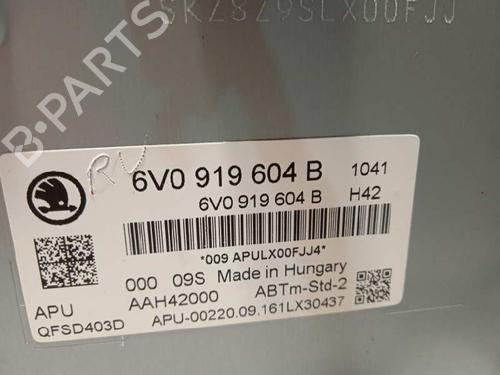 SKZ8Z9SLX00FJJ
B-PARTS
RV
6V0 919 604 B 1041
6V0 919 604 B H42
*009 APULX00FJJ4*
000 09S Made in Hungary
APU AAH42000 ABTm-Std-2
QFSD403D APU-00220.09.161LX30437